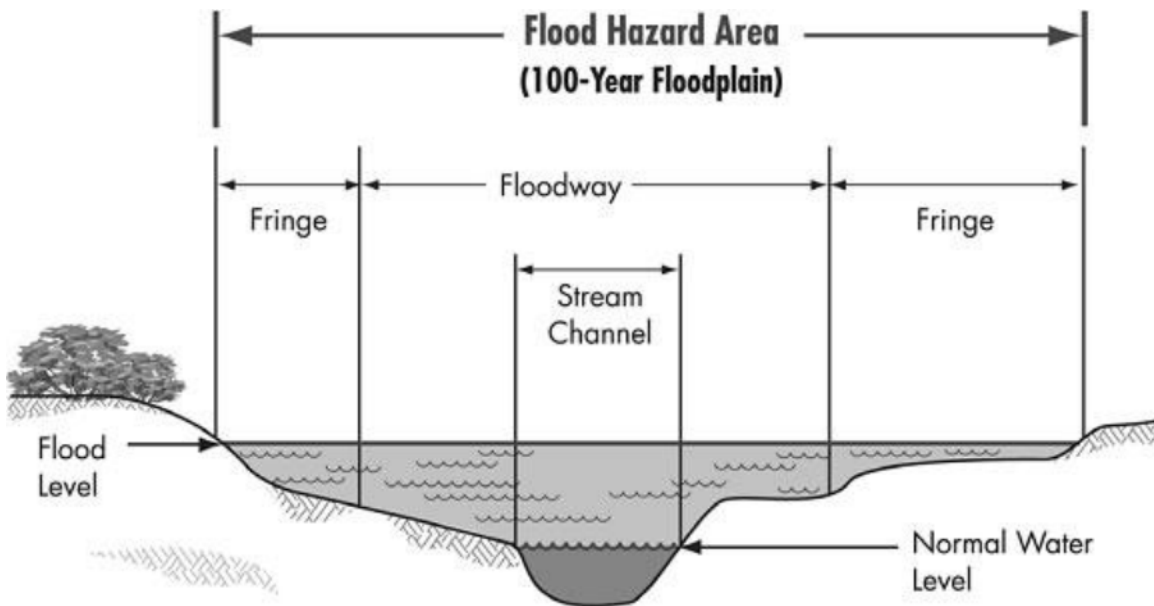 Flood Hazard Area
(100-Year Floodplain)
Floodway
Fringe
Fringe
Stream
Channel
Flood
Level
Normal Water
Level